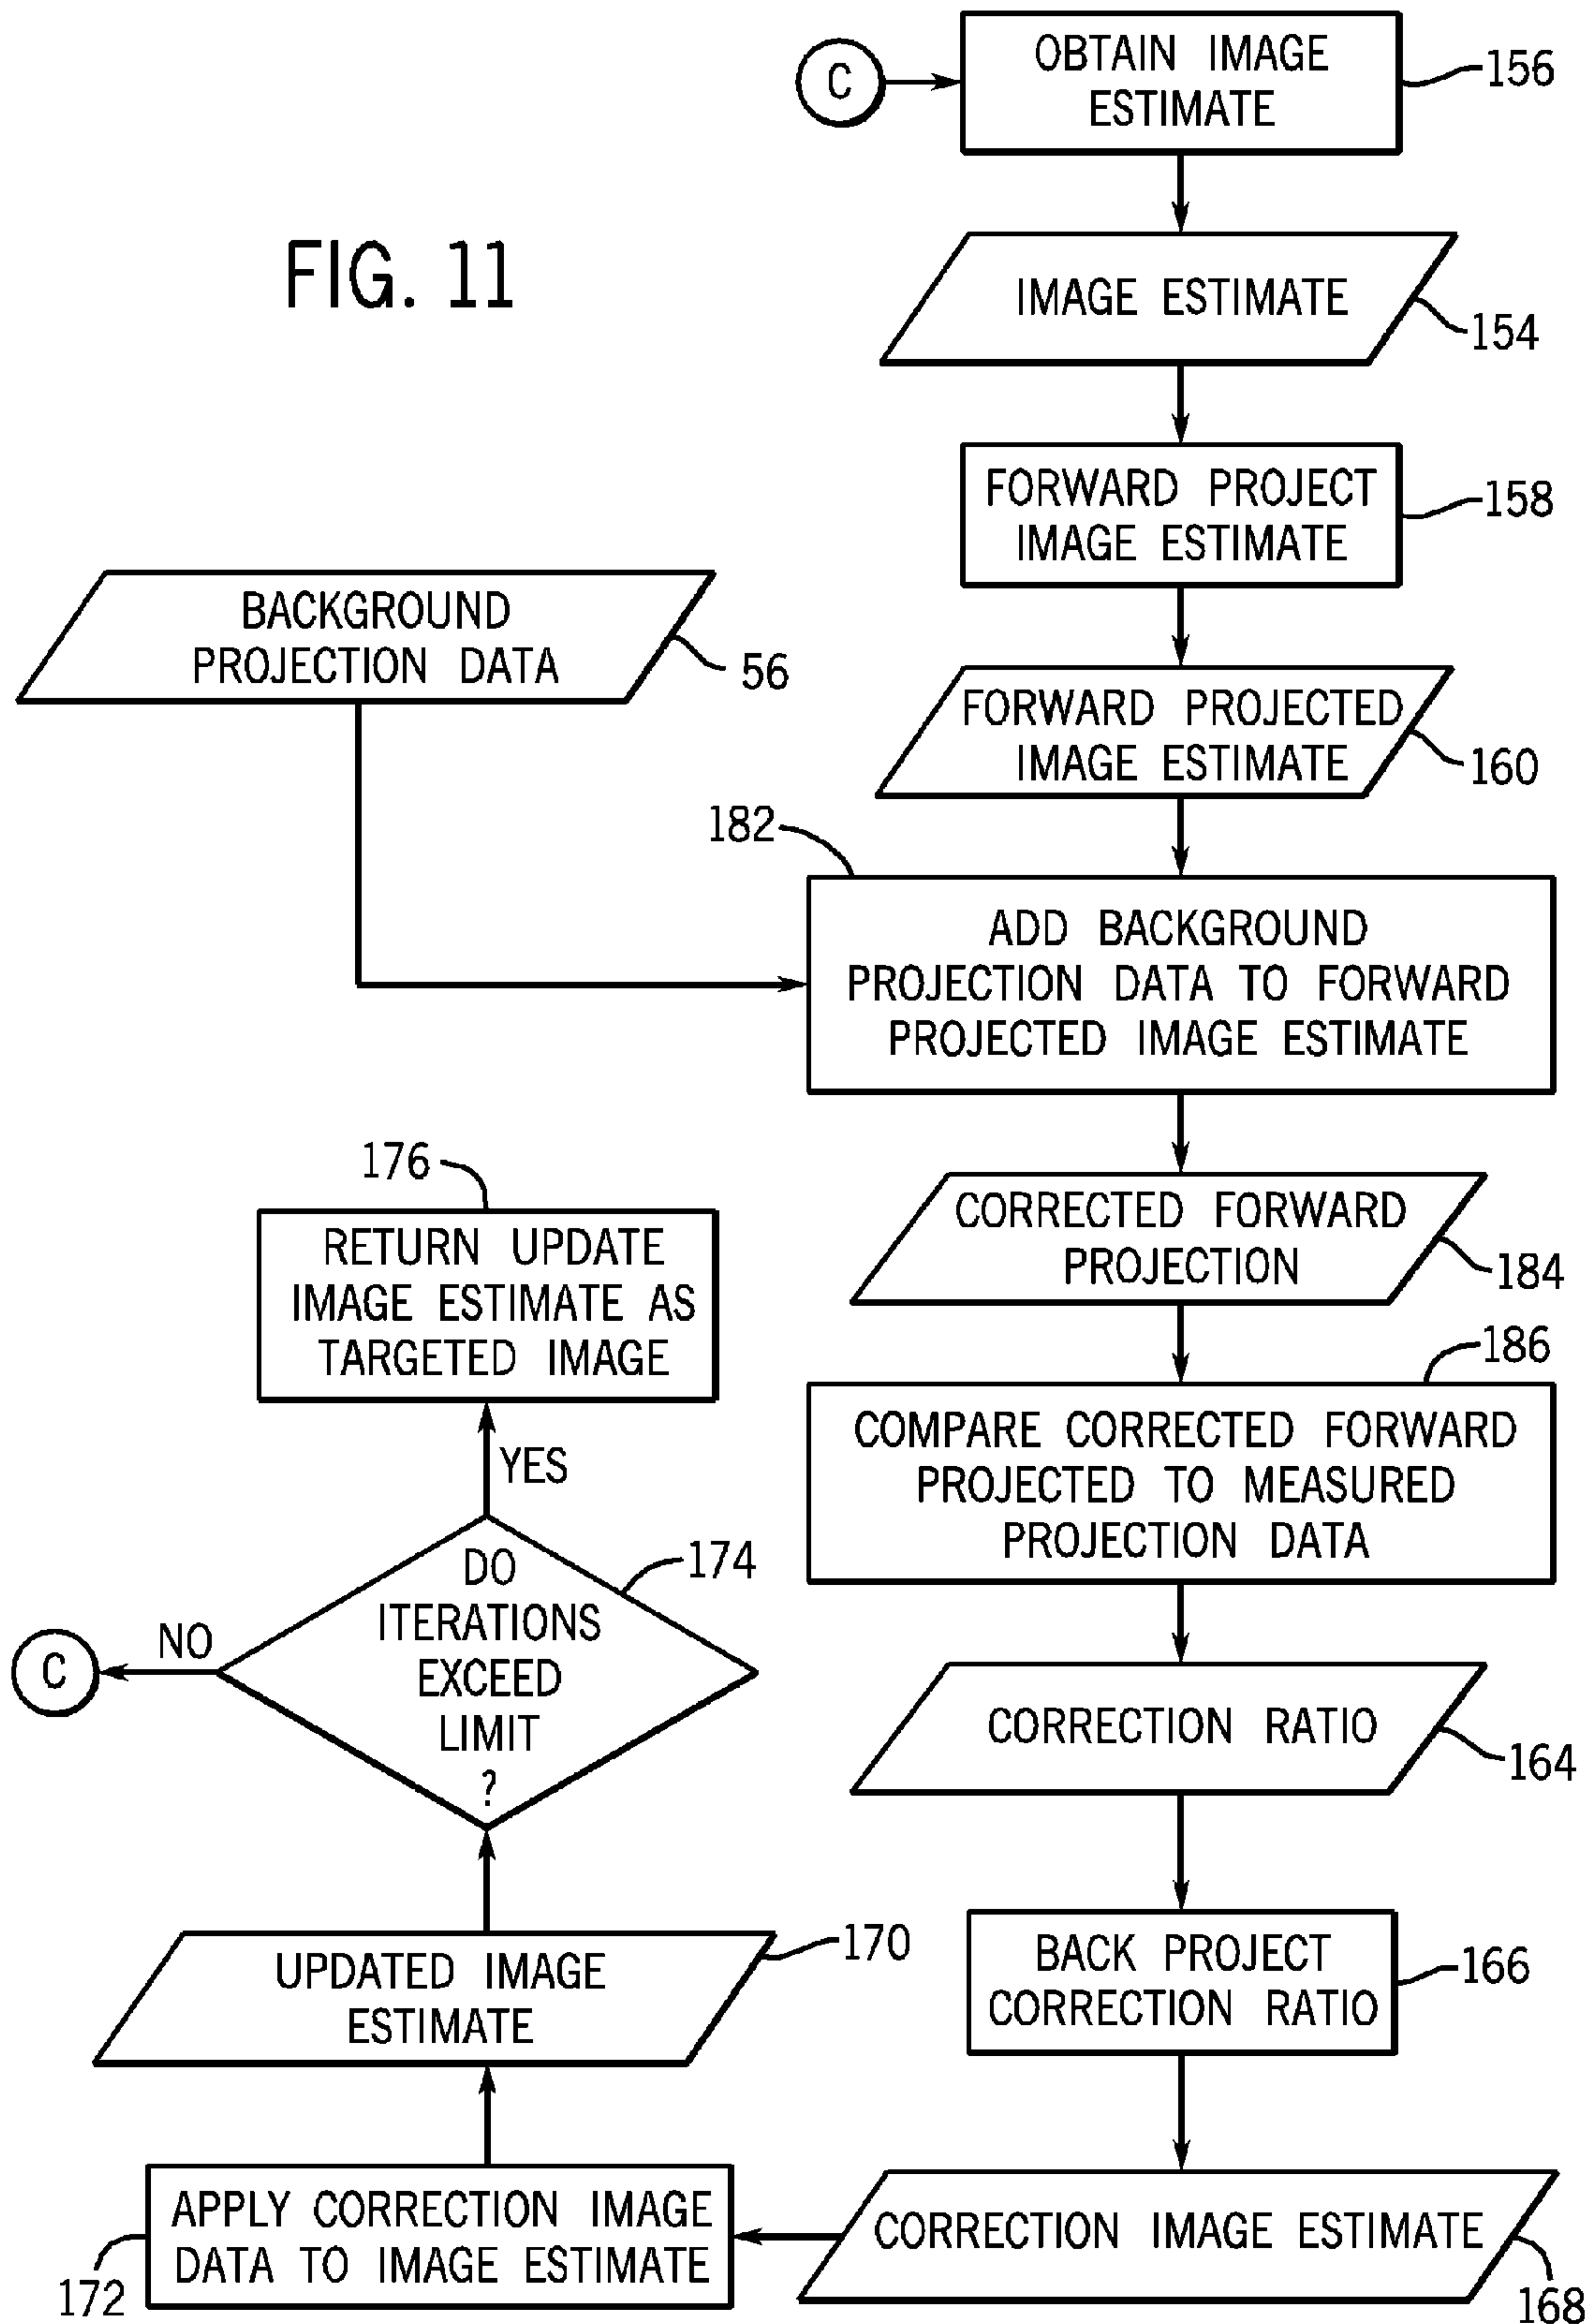 C
OBTAIN IMAGE
ESTIMATE
156
FIG. 11
IMAGE ESTIMATE
154
FORWARD PROJECT
IMAGE ESTIMATE
158
BACKGROUND
PROJECTION DATA
56
FORWARD PROJECTED
IMAGE ESTIMATE
160
182
ADD BACKGROUND
PROJECTION DATA TO FORWARD
PROJECTED IMAGE ESTIMATE
CORRECTED FORWARD
PROJECTION
184
186
COMPARE CORRECTED FORWARD
PROJECTED TO MEASURED
PROJECTION DATA
CORRECTION RATIO
164
BACK PROJECT
CORRECTION RATIO
166
CORRECTION IMAGE ESTIMATE
168
APPLY CORRECTION IMAGE
DATA TO IMAGE ESTIMATE
172
UPDATED IMAGE
ESTIMATE
170
DO
ITERATIONS
EXCEED
LIMIT
?
174
NO
C
YES
176
RETURN UPDATE
IMAGE ESTIMATE AS
TARGETED IMAGE